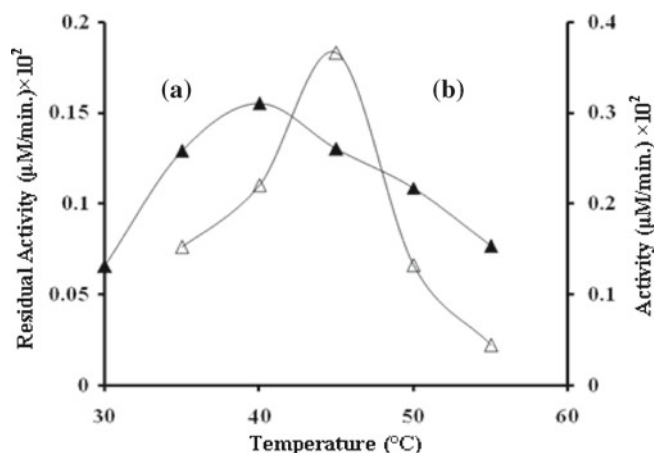 Residual Activity (µM/min.)×10²
0.2
0.15
0.1
0.05
0
(a)
(b)
0.4
0.3
0.2
0.1
0
Activity (µM/min.) ×10²
30
40
50
60
Temperature (°C)